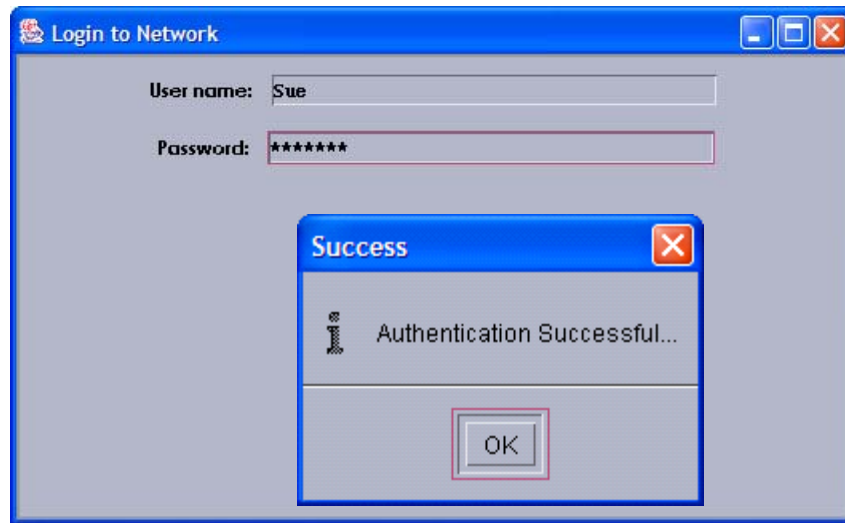 Login to Network
User name: Sue
Password: *******
Success
Authentication Successful...
OK